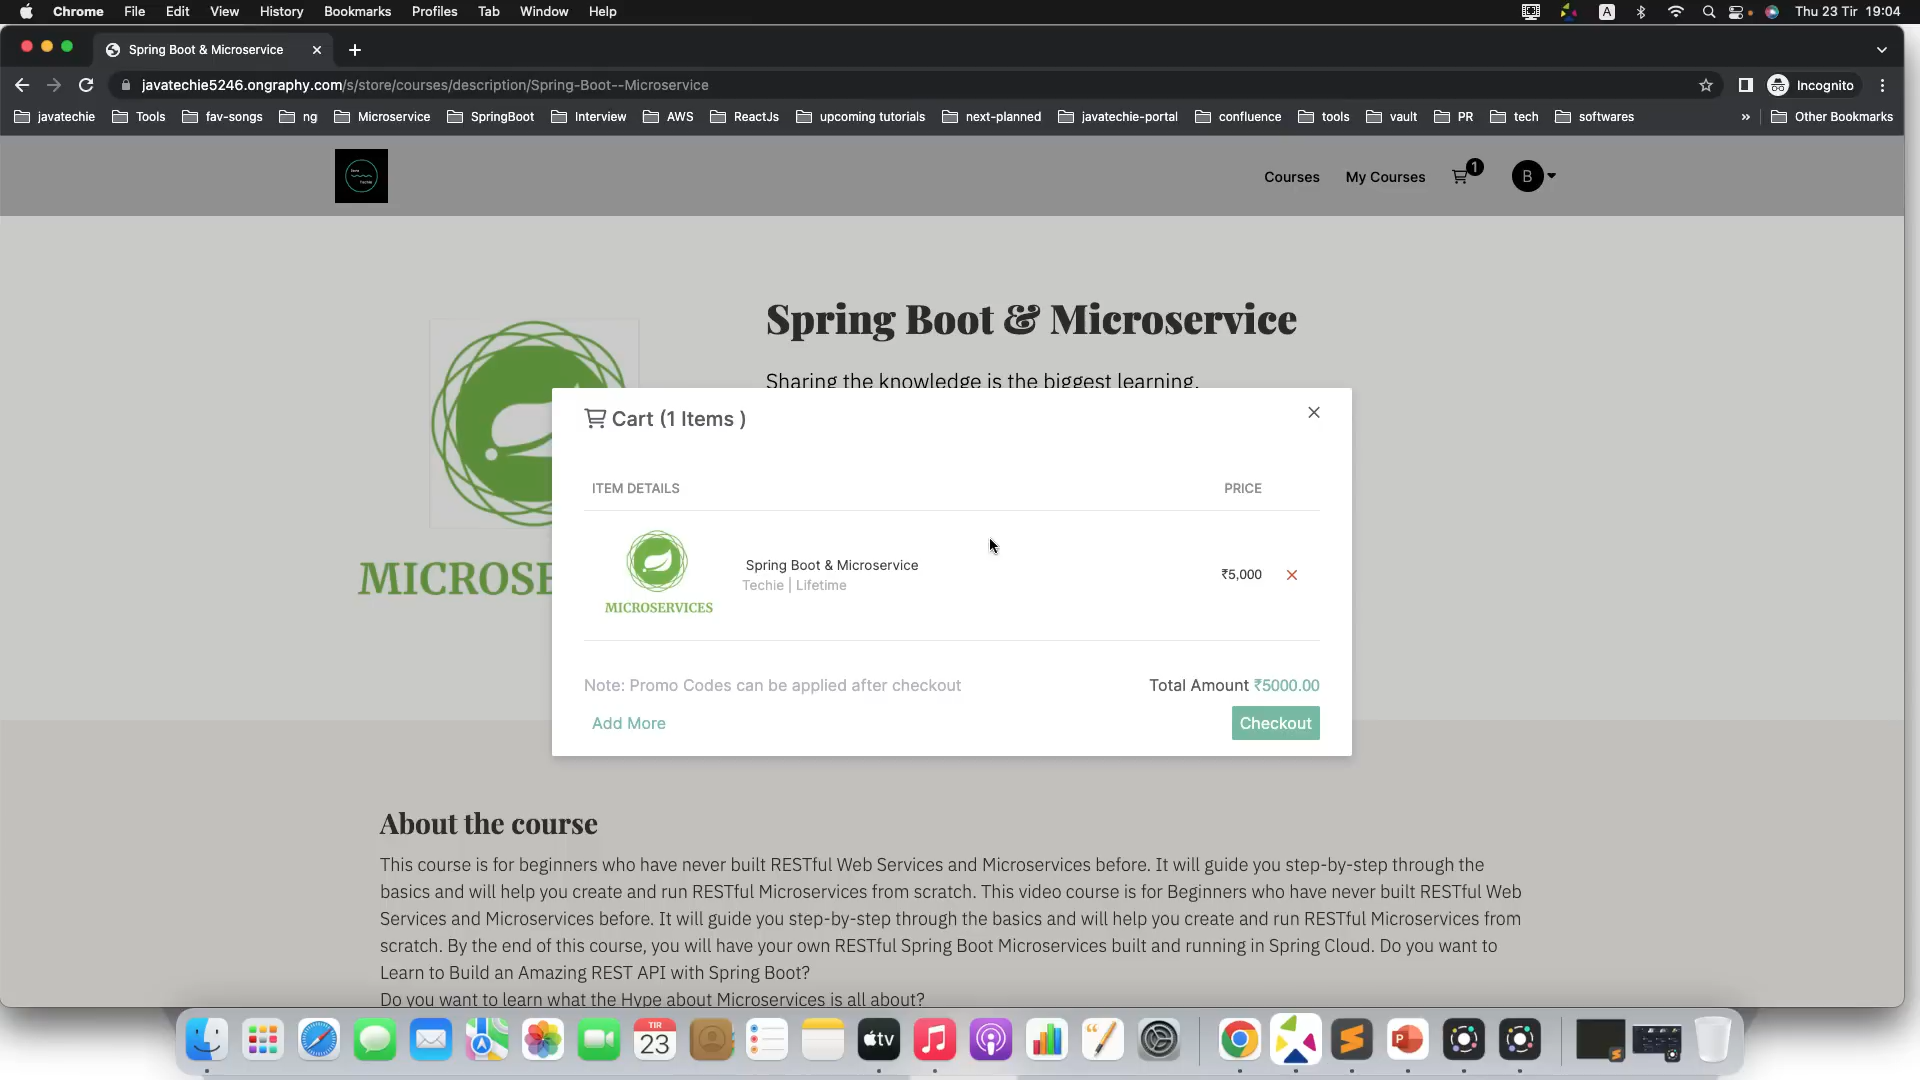 Chrome File Edit View History Bookmarks Profiles Tab Window Help A Thu 23 Tir 19:04
Spring Boot & Microservice
javatechie5246.ongraphy.com/s/store/courses/description/Spring-Boot--Microservice Incognito
javatechie Tools fav-songs ng Microservice SpringBoot Interview AWS ReactJs upcoming tutorials next-planned javatechie-portal confluence tools vault PR tech softwares » Other Bookmarks
Courses My Courses 1 B
Spring Boot & Microservice
Sharing the knowledge is the biggest learning.
MICROSE
Cart (1 Items )
ITEM DETAILS PRICE
MICROSERVICES
Spring Boot & Microservice ₹5,000
Techie | Lifetime
Note: Promo Codes can be applied after checkout Total Amount ₹5000.00
Add More Checkout
About the course
This course is for beginners who have never built RESTful Web Services and Microservices before. It will guide you step-by-step through the
basics and will help you create and run RESTful Microservices from scratch. This video course is for Beginners who have never built RESTful Web
Services and Microservices before. It will guide you step-by-step through the basics and will help you create and run RESTful Microservices from
scratch. By the end of this course, you will have your own RESTful Spring Boot Microservices built and running in Spring Cloud. Do you want to
Learn to Build an Amazing REST API with Spring Boot?
Do you want to learn what the Hype about Microservices is all about?
TIR
23
tv
P